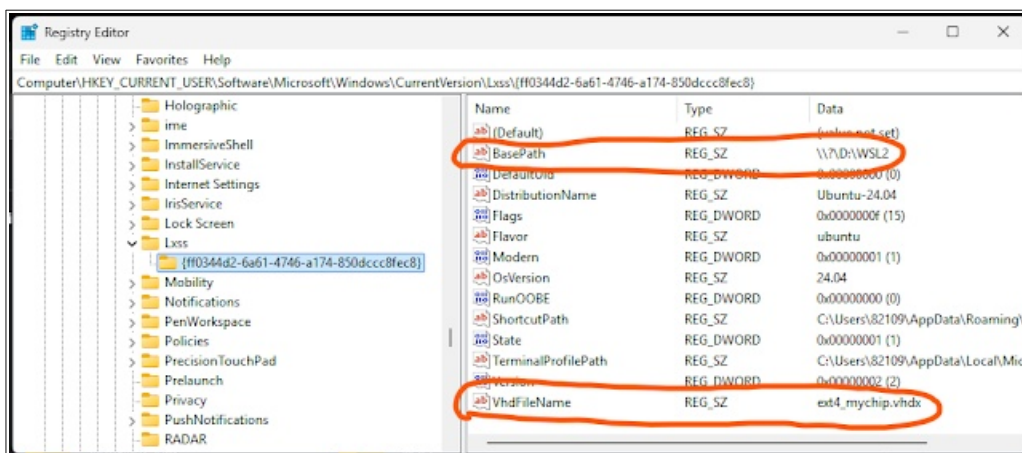 Registry Editor
File Edit View Favorites Help
Computer\HKEY_CURRENT_USER\Software\Microsoft\Windows\CurrentVersion\Lxss\{ff0344d2-6a61-4746-a174-850dccc8fec8}
Holographic
ime
ImmersiveShell
InstallService
Internet Settings
IrisService
Lock Screen
Lxss
{ff0344d2-6a61-4746-a174-850dccc8fec8}
Mobility
Notifications
PenWorkspace
Policies
PrecisionTouchPad
Prelaunch
Privacy
PushNotifications
RADAR
Name Type Data
(Default) REG_SZ (value not set)
BasePath REG_SZ \\?\D:\WSL2
DefaultUid REG_DWORD 0x00000000 (0)
DistributionName REG_SZ Ubuntu-24.04
Flags REG_DWORD 0x0000000f (15)
Flavor REG_SZ ubuntu
Modern REG_DWORD 0x00000001 (1)
OsVersion REG_SZ 24.04
RunOOBE REG_DWORD 0x00000000 (0)
ShortcutPath REG_SZ C:\Users\82109\AppData\Roaming\
State REG_DWORD 0x00000001 (1)
TerminalProfilePath REG_SZ C:\Users\82109\AppData\Local\Mic
Version REG_DWORD 0x00000002 (2)
VhdFileName REG_SZ ext4_mychip.vhdx